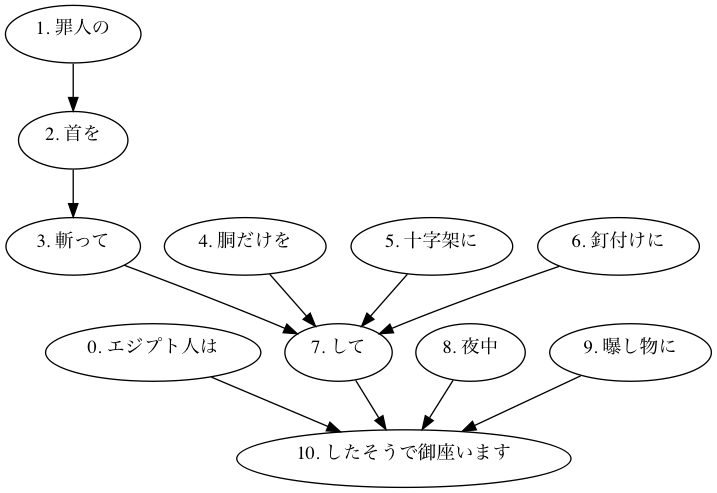 1. 罪人の
2. 首を
3. 斬って
4. 胴だけを
5. 十字架に
6. 釘付けに
0. エジプト人は
7. して
8. 夜中
9. 曝し物に
10. したそうで御座います